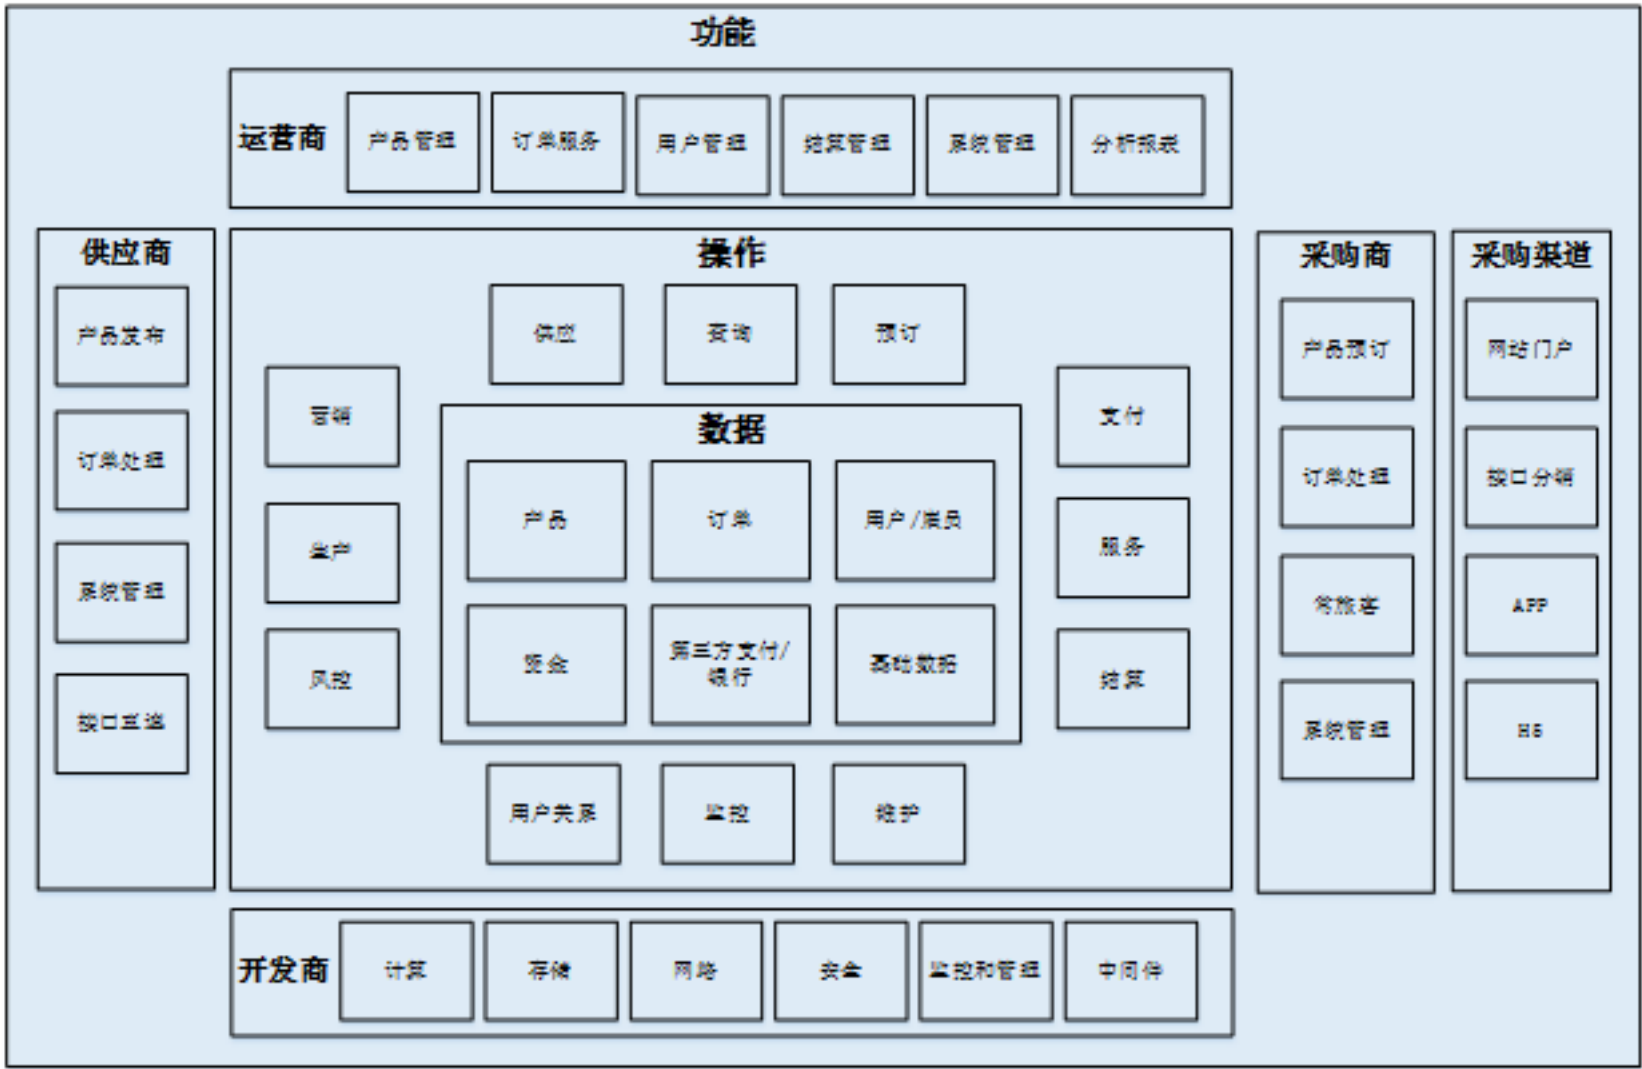 功能
运营商
产品管理
订单服务
用户管理
结算管理
系统管理
分析报表
供应商
产品发布
订单处理
系统管理
接口直连
操作
供应
查询
预订
营销
生产
风控
数据
产品
订单
用户/雇员
资金
第三方支付/
银行
基础数据
支付
服务
结算
用户关系
监控
维护
采购商
产品预订
订单处理
常旅客
系统管理
采购渠道
网站门户
接口分销
APP
H5
开发商
计算
存储
网络
安全
监控和管理
中间件